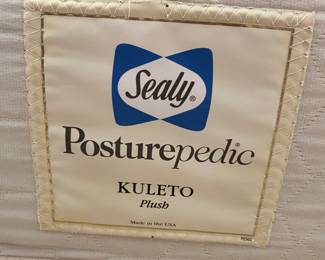 Sealy®
Posturepedic
KULETO
Plush
Made in the USA